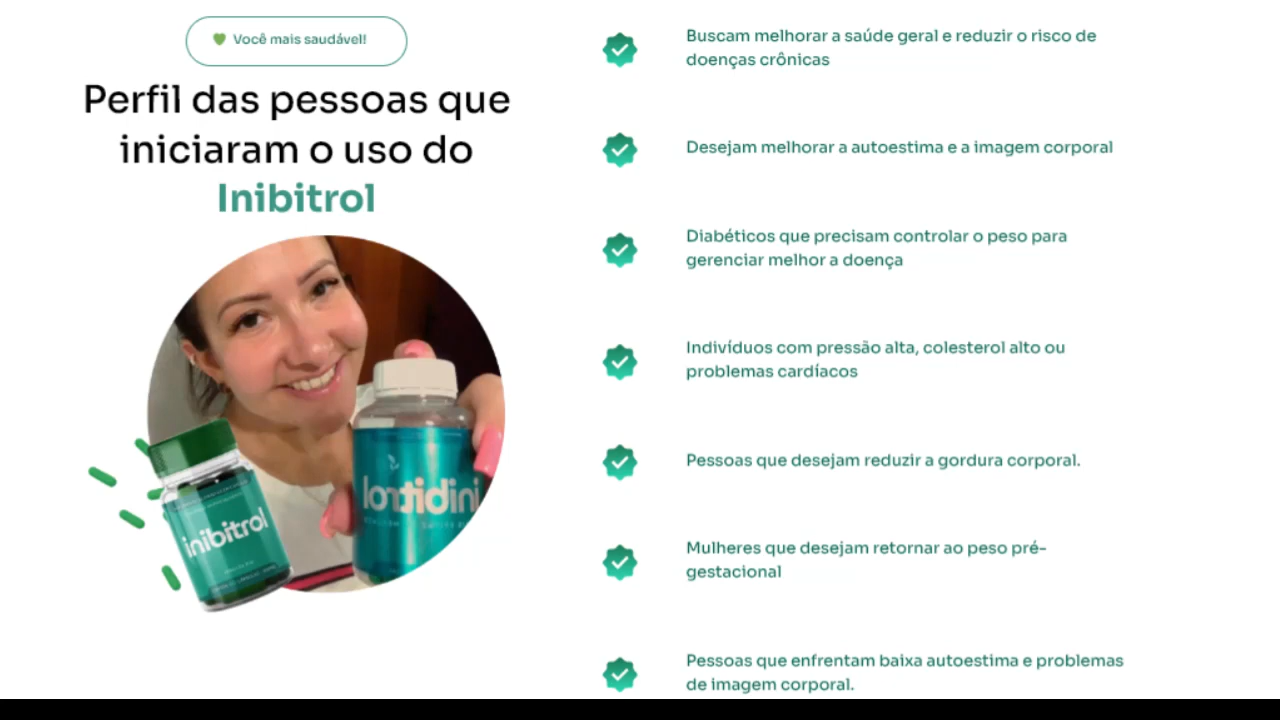 Você mais saudável!
Perfil das pessoas que
iniciaram o uso do
Inibitrol
inibitrol
Buscam melhorar a saúde geral e reduzir o risco de
doenças crônicas
Desejam melhorar a autoestima e a imagem corporal
Diabéticos que precisam controlar o peso para
gerenciar melhor a doença
Indivíduos com pressão alta, colesterol alto ou
problemas cardíacos
Pessoas que desejam reduzir a gordura corporal.
Mulheres que desejam retornar ao peso pré-
gestacional
Pessoas que enfrentam baixa autoestima e problemas
de imagem corporal.